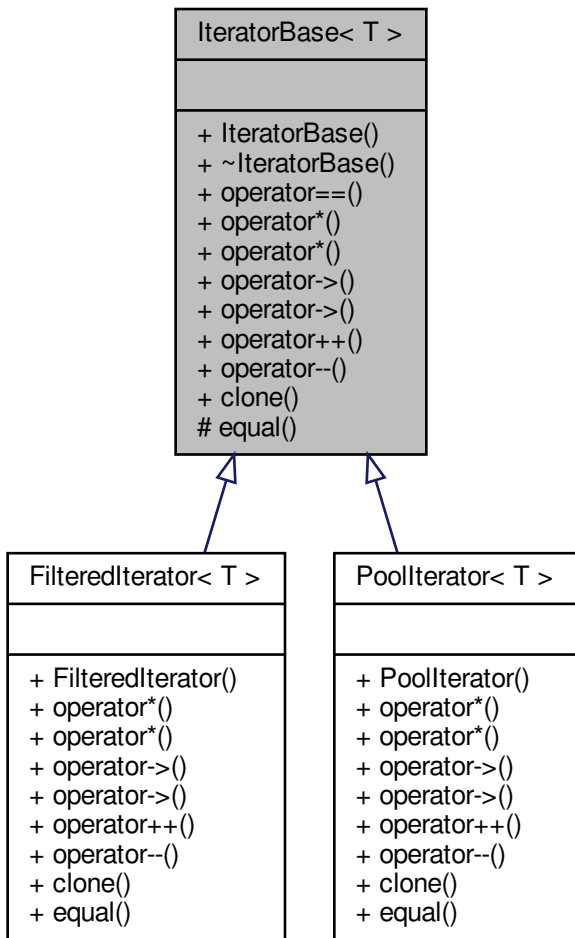 IteratorBase< T >
+ IteratorBase()
+ ~IteratorBase()
+ operator==()
+ operator*()
+ operator*()
+ operator->()
+ operator->()
+ operator++()
+ operator--()
+ clone()
# equal()
FilteredIterator< T >
+ FilteredIterator()
+ operator*()
+ operator*()
+ operator->()
+ operator->()
+ operator++()
+ operator--()
+ clone()
+ equal()
PoolIterator< T >
+ PoolIterator()
+ operator*()
+ operator*()
+ operator->()
+ operator->()
+ operator++()
+ operator--()
+ clone()
+ equal()